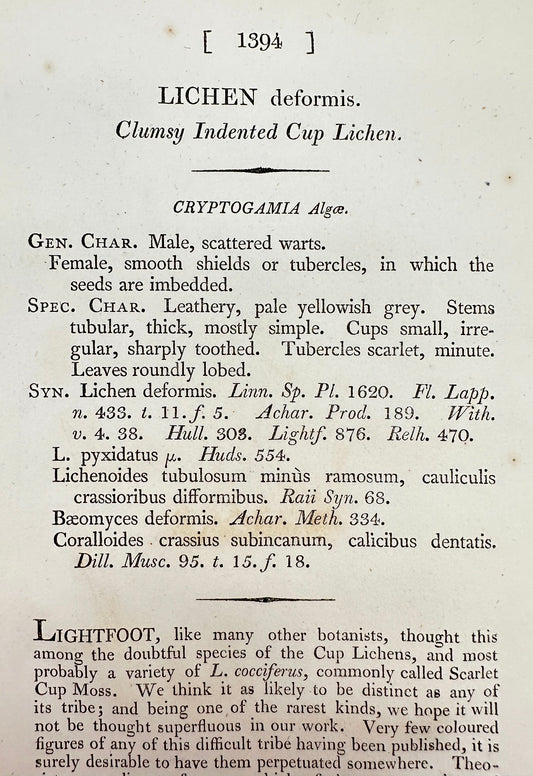 [ 1394 ]
LICHEN deformis.
Clumsy Indented Cup Lichen.
CRYPTOGAMIA Algæ.
GEN. CHAR. Male, scattered warts.
Female, smooth shields or tubercles, in which the
seeds are imbedded.
SPEC. CHAR. Leathery, pale yellowish grey. Stems
tubular, thick, mostly simple. Cups small, irre-
gular, sharply toothed. Tubercles scarlet, minute.
Leaves roundly lobed.
SYN. Lichen deformis. Linn. Sp. Pl. 1620. Fl. Lapp.
n. 433. t. 11. f. 5. Achar. Prod. 189. With.
v. 4. 38. Hull. 303. Lightf. 876. Relh. 470.
L. pyxidatus μ. Huds. 554.
Lichenoides tubulosum minùs ramosum, cauliculis
crassioribus difformibus. Raii Syn. 68.
Bæomyces deformis. Achar. Meth. 334.
Coralloides crassius subincanum, calicibus dentatis.
Dill. Musc. 95. t. 15. f. 18.
LIGHTFOOT, like many other botanists, thought this
among the doubtful species of the Cup Lichens, and most
probably a variety of L. cocciferus, commonly called Scarlet
Cup Moss. We think it as likely to be distinct as any of
its tribe; and being one of the rarest kinds, we hope it will
not be thought superfluous in our work. Very few coloured
figures of any of this difficult tribe having been published, it is
surely desirable to have them perpetuated somewhere. Theo-